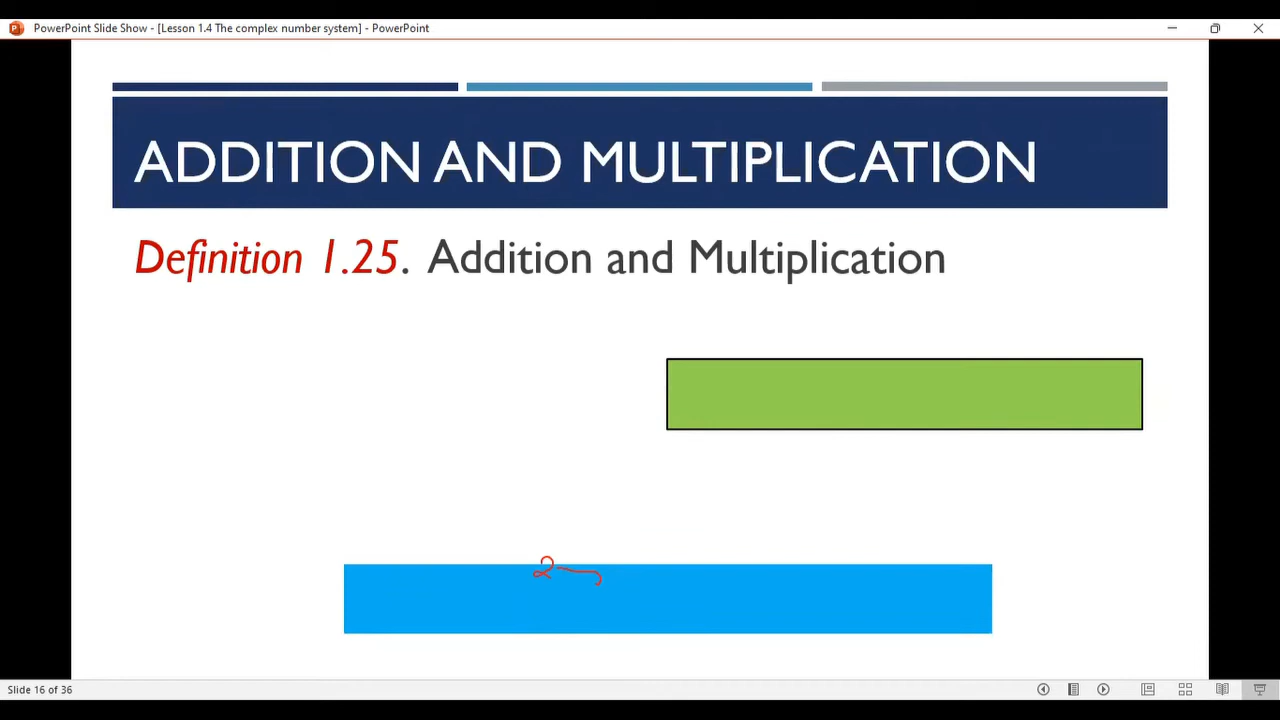 PowerPoint Slide Show - [Lesson 1.4 The complex number system] - PowerPoint
ADDITION AND MULTIPLICATION
Definition 1.25. Addition and Multiplication
2
Slide 16 of 36